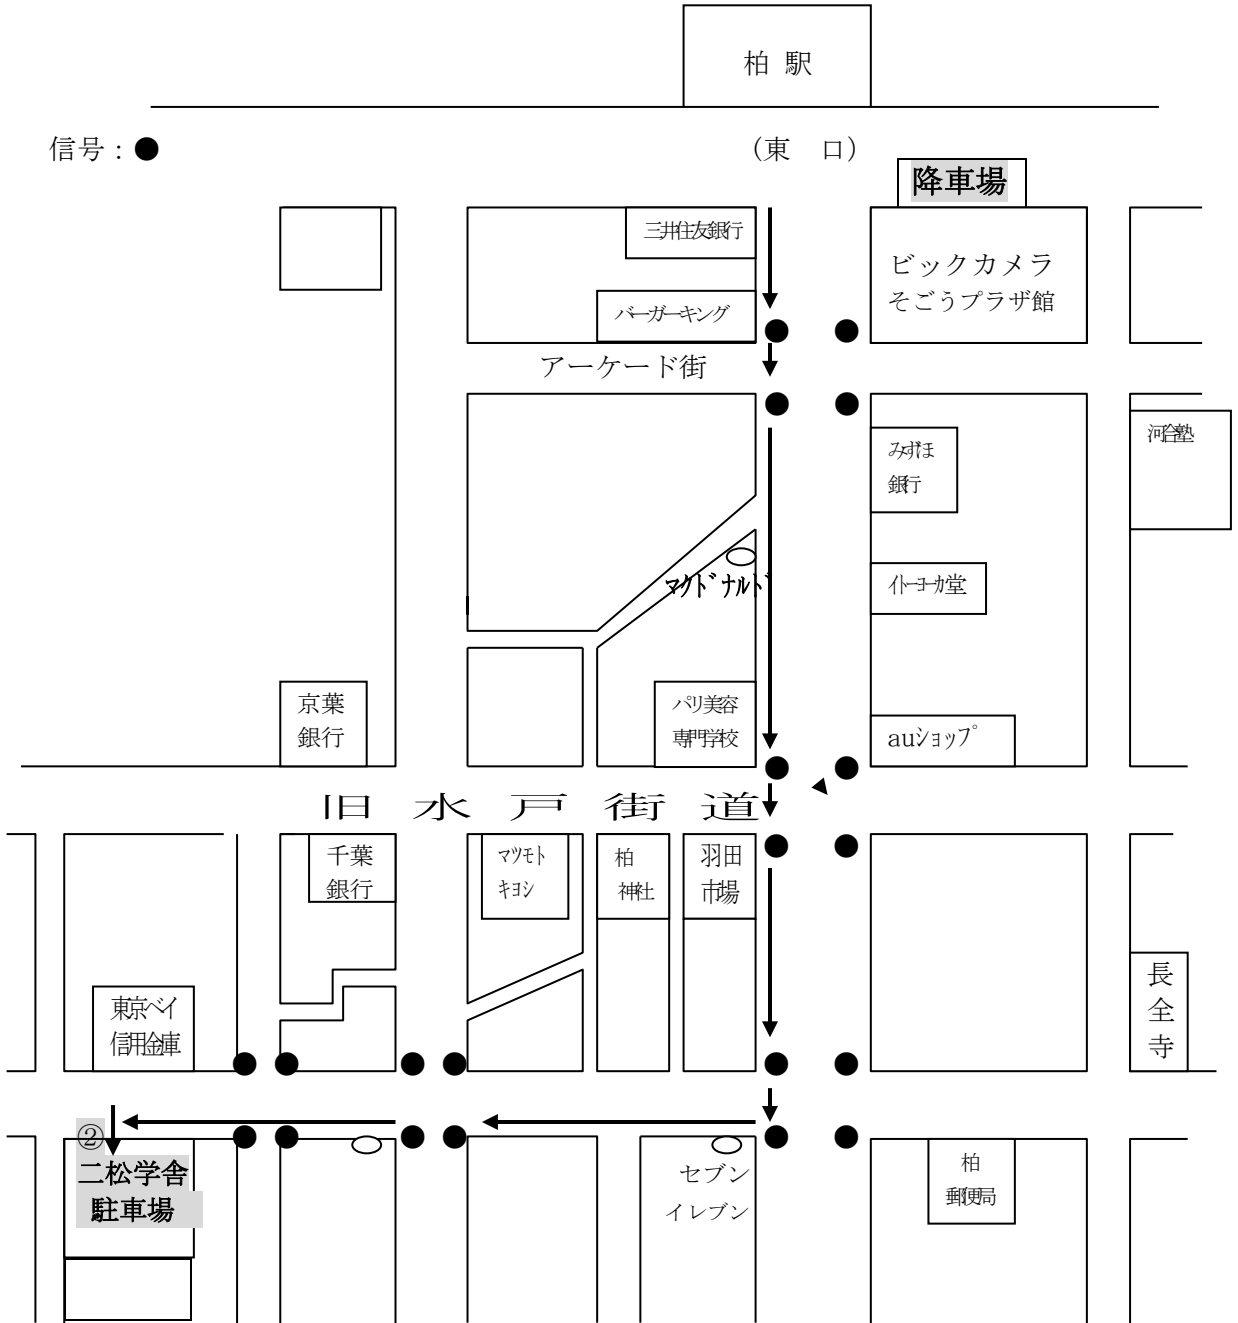 柏 駅
信号：●
（東　口）
降車場
三井住友銀行
ビックカメラ
そごうプラザ館
バーガーキング
アーケード街
みずほ
銀行
河合塾
マクドナルド
イトーヨーカ堂
京葉
銀行
パリ美容
専門学校
auショップ
旧 水 戸 街 道
千葉
銀行
マツモト
キヨシ
柏
神社
羽田
市場
東京ベイ
信用金庫
長
全
寺
②
二松学舎
駐車場
セブン
イレブン
柏
郵便局